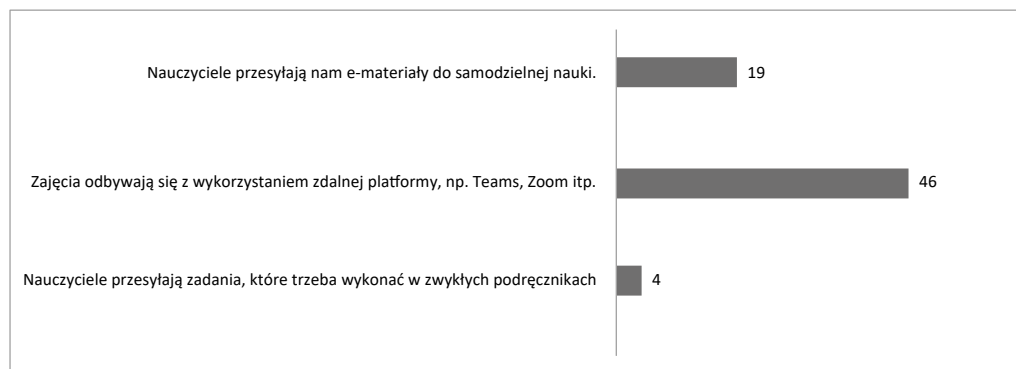 Nauczyciele przesyłają nam e-materiały do samodzielnej nauki. 19
Zajęcia odbywają się z wykorzystaniem zdalnej platformy, np. Teams, Zoom itp. 46
Nauczyciele przesyłają zadania, które trzeba wykonać w zwykłych podręcznikach 4